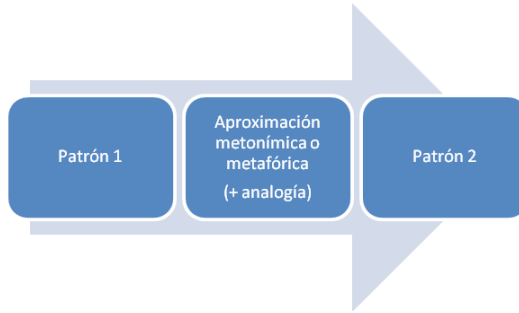 Patrón 1
Aproximación
metonímica o
metafórica
(+ analogía)
Patrón 2